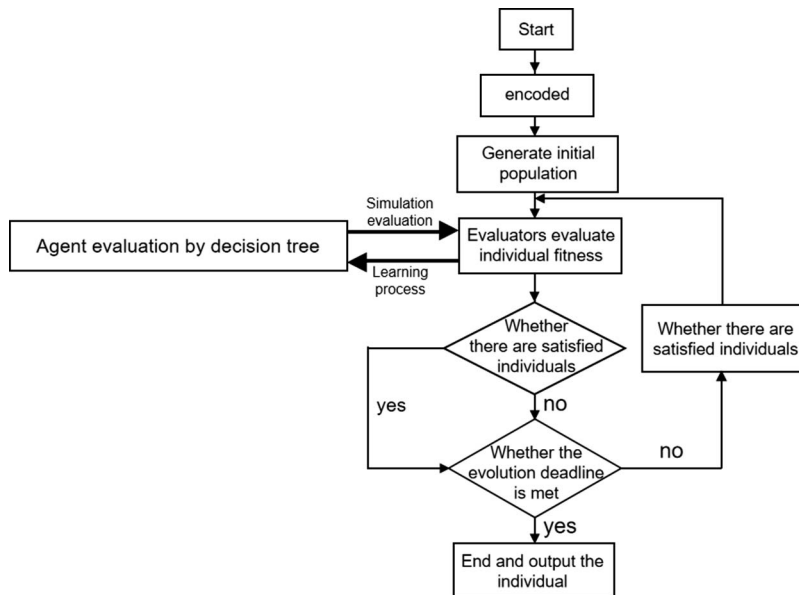 Start
encoded
Generate initial
population
Simulation
evaluation
Agent evaluation by decision tree
Evaluators evaluate
individual fitness
Learning
process
Whether
there are satisfied
individuals
Whether there are
satisfied individuals
yes
no
Whether the
evolution deadline
is met
no
yes
End and output the
individual